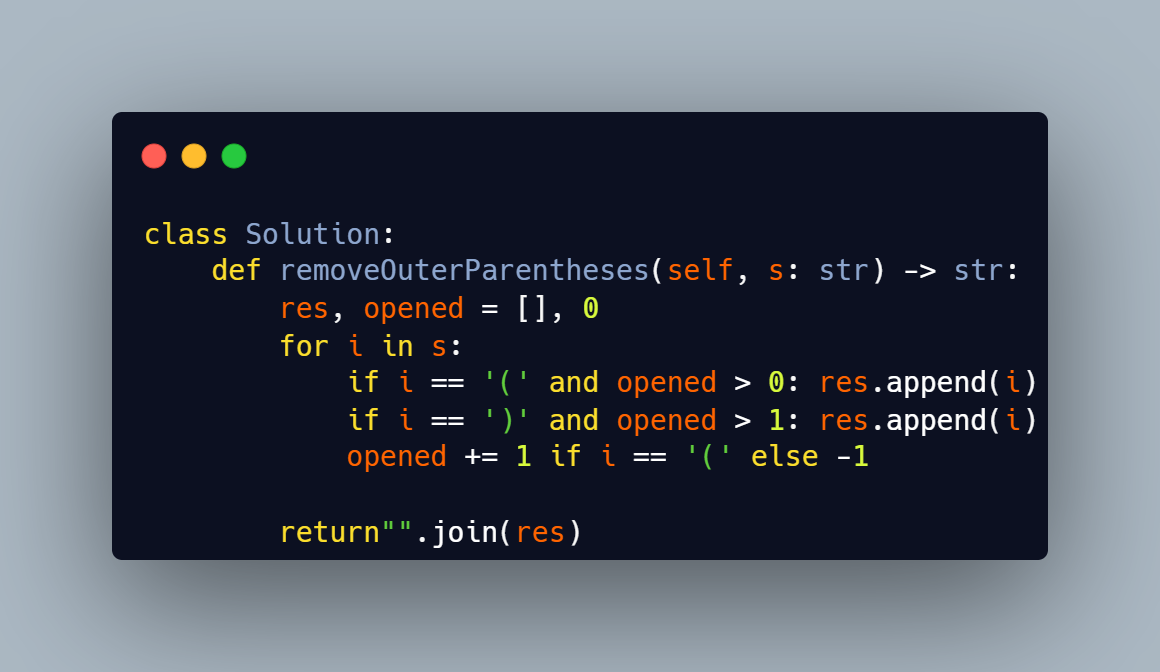 class Solution:
    def removeOuterParentheses(self, s: str) -> str:
        res, opened = [], 0
        for i in s:
            if i == '(' and opened > 0: res.append(i)
            if i == ')' and opened > 1: res.append(i)
            opened += 1 if i == '(' else -1
        return"".join(res)